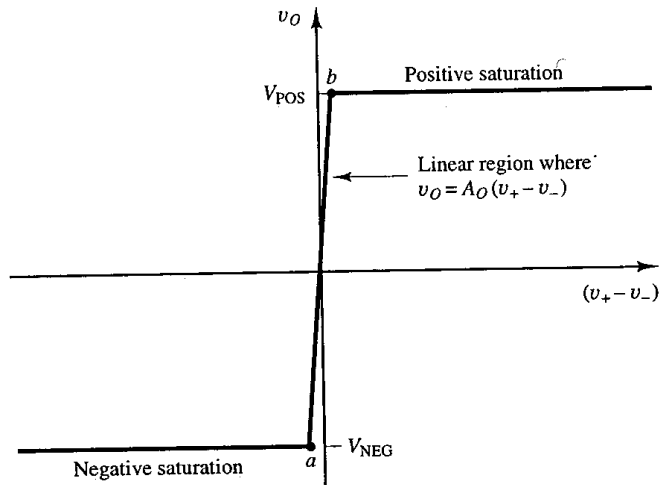 v_O
b
Positive saturation
V_POS
Linear region where
v_O = A_O (v_+ − v_−)
(v_+ − v_−)
V_NEG
a
Negative saturation